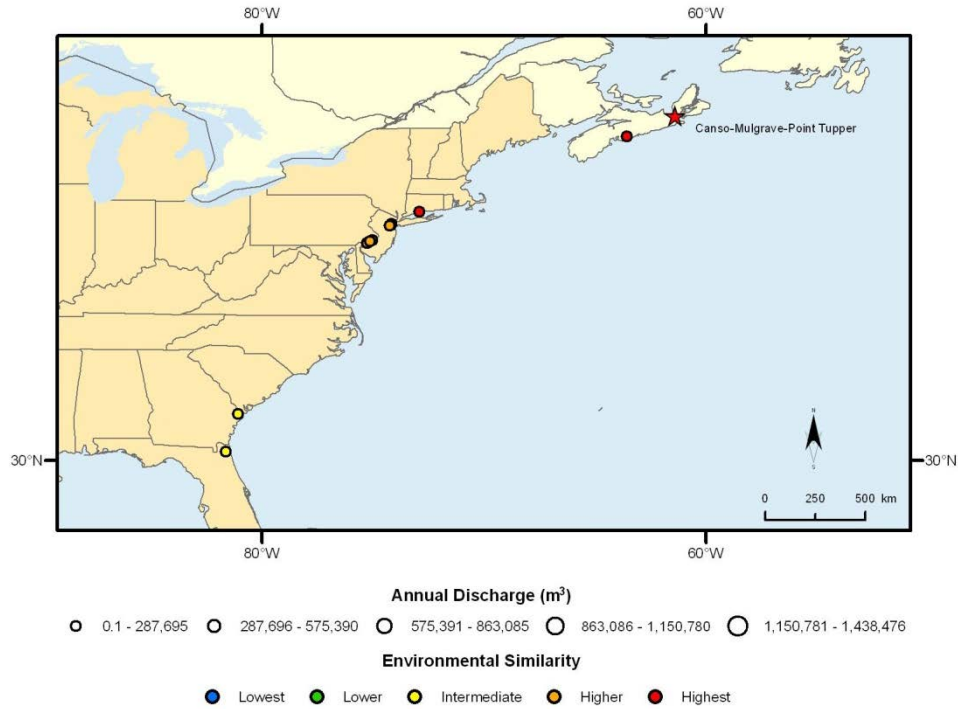 80°W 60°W
Canso-Mulgrave-Point Tupper
30°N 30°N
N
S
0 250 500 km
80°W 60°W
Annual Discharge (m³)
0.1 - 287,695 287,696 - 575,390 575,391 - 863,085 863,086 - 1,150,780 1,150,781 - 1,438,476
Environmental Similarity
Lowest Lower Intermediate Higher Highest